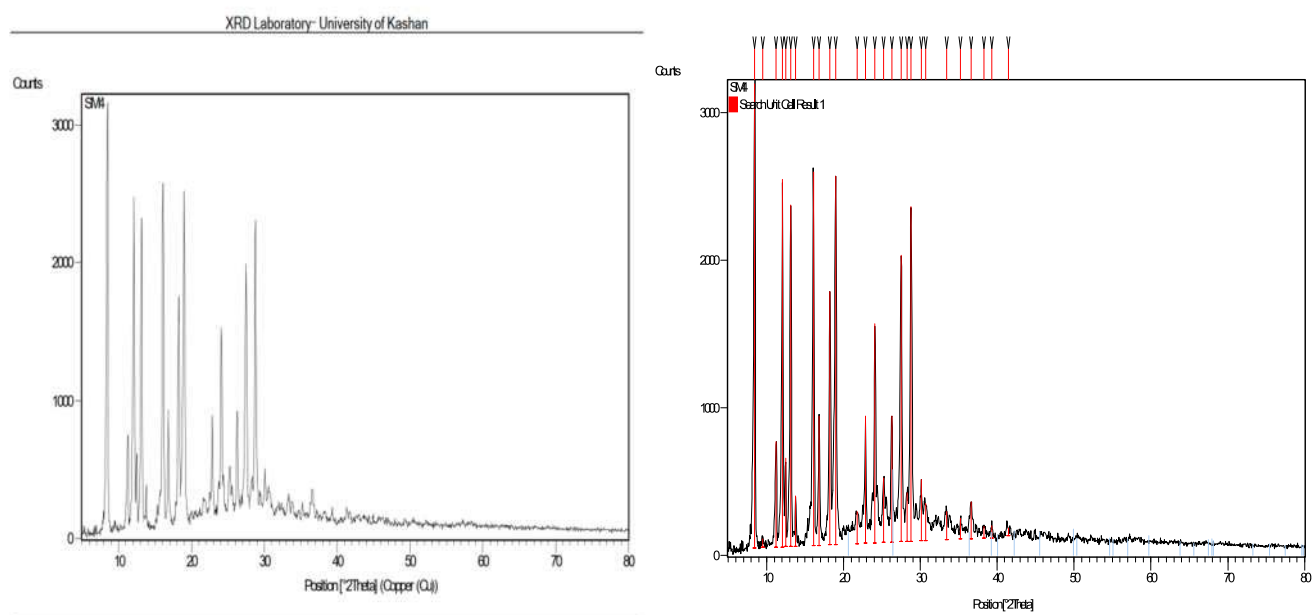 XRD Laboratory- University of Kashan
Counts
SM4
3000
2000
1000
0
10 20 30 40 50 60 70 80
Position [°2Theta] (Copper (Cu))
Counts
SM4
Search Unit Cell Result 1
3000
2000
1000
0
10 20 30 40 50 60 70 80
Position [°2Theta]